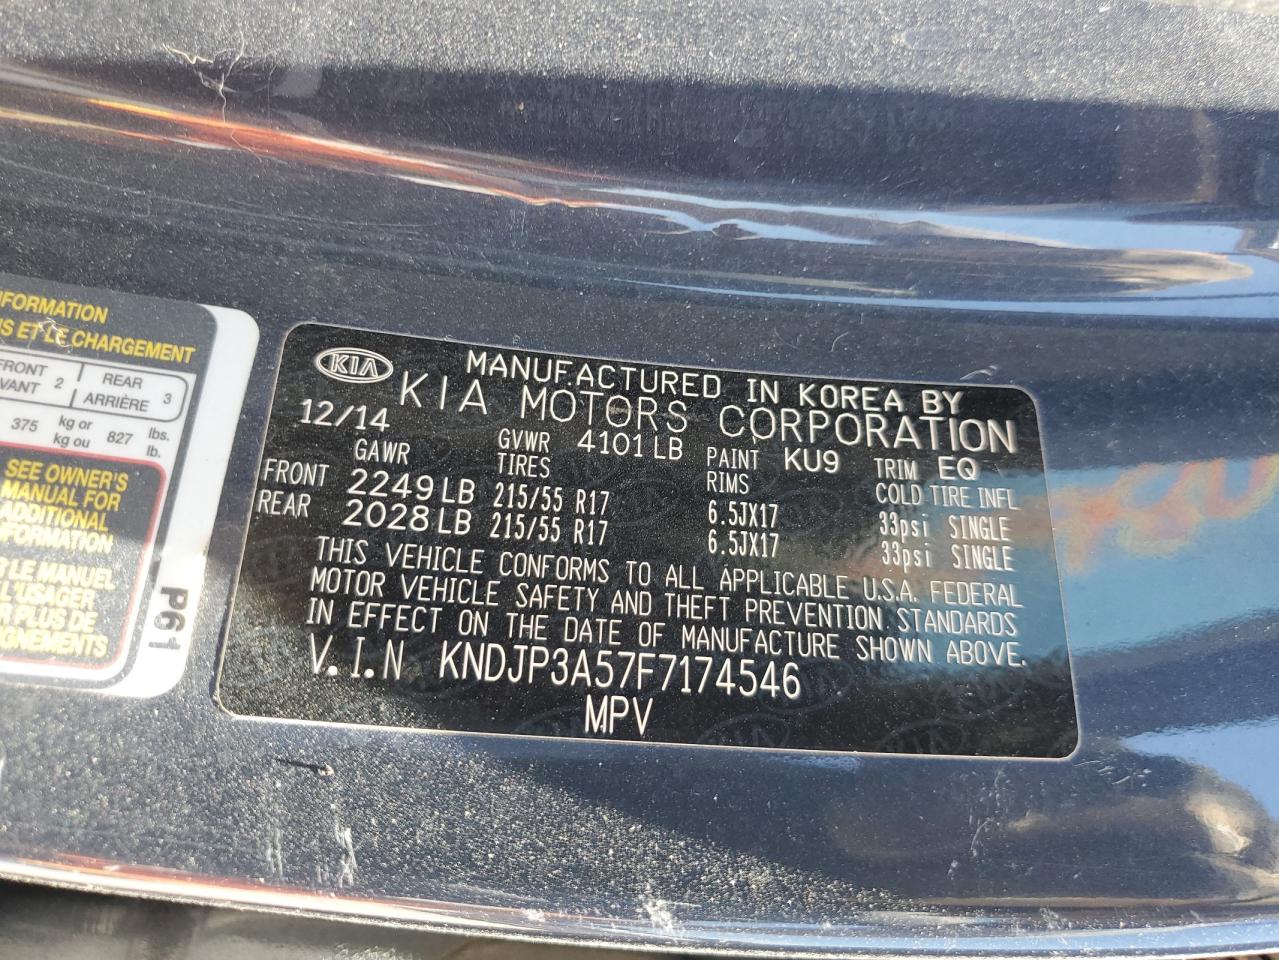 NFORMATION
NS ET LE CHARGEMENT
FRONT
VANT 2 REAR
ARRIÈRE 3
375 kg or
kg ou 827 lbs.
lb.
SEE OWNER'S
MANUAL FOR
ADDITIONAL
INFORMATION
LE MANUEL
L'USAGER
R PLUS DE
IGNEMENTS
P61
KIA
MANUFACTURED IN KOREA BY
KIA MOTORS CORPORATION
12/14
GVWR 4101 LB PAINT KU9 TRIM EQ
GAWR TIRES RIMS COLD TIRE INFL
FRONT 2249 LB 215/55 R17 6.5JX17 33psi SINGLE
REAR 2028 LB 215/55 R17 6.5JX17 33psi SINGLE
THIS VEHICLE CONFORMS TO ALL APPLICABLE U.S.A. FEDERAL
MOTOR VEHICLE SAFETY AND THEFT PREVENTION STANDARDS
IN EFFECT ON THE DATE OF MANUFACTURE SHOWN ABOVE.
V.I.N KNDJP3A57F7174546
MPV